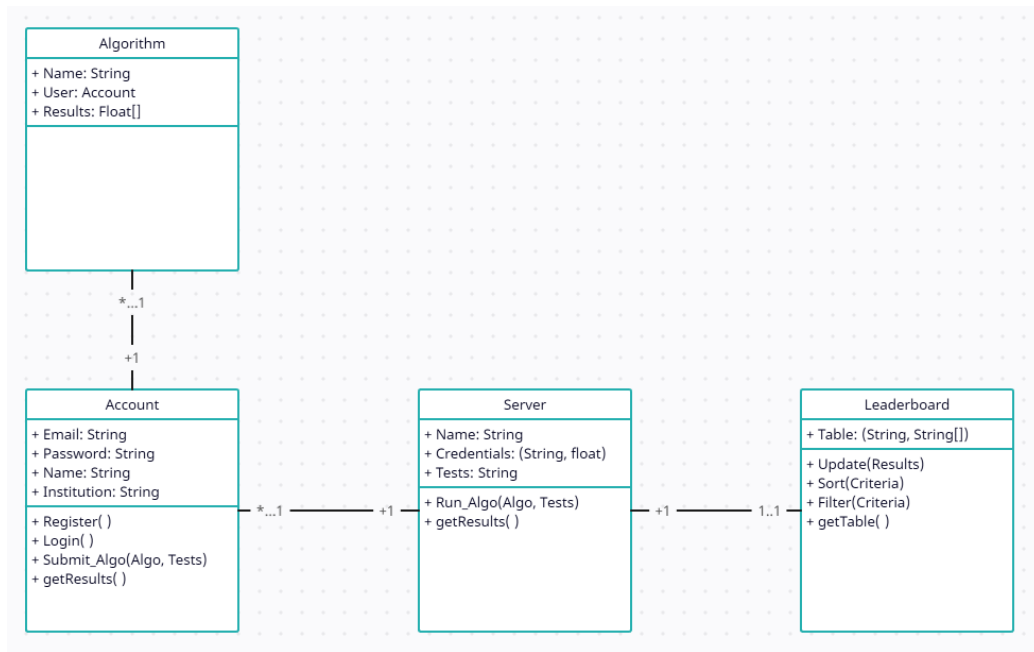 Algorithm
+ Name: String
+ User: Account
+ Results: Float[]
*...1
+1
Account
+ Email: String
+ Password: String
+ Name: String
+ Institution: String
+ Register( )
+ Login( )
+ Submit_Algo(Algo, Tests)
+ getResults( )
*...1
+1
Server
+ Name: String
+ Credentials: (String, float)
+ Tests: String
+ Run_Algo(Algo, Tests)
+ getResults( )
+1
1..1
Leaderboard
+ Table: (String, String[])
+ Update(Results)
+ Sort(Criteria)
+ Filter(Criteria)
+ getTable( )